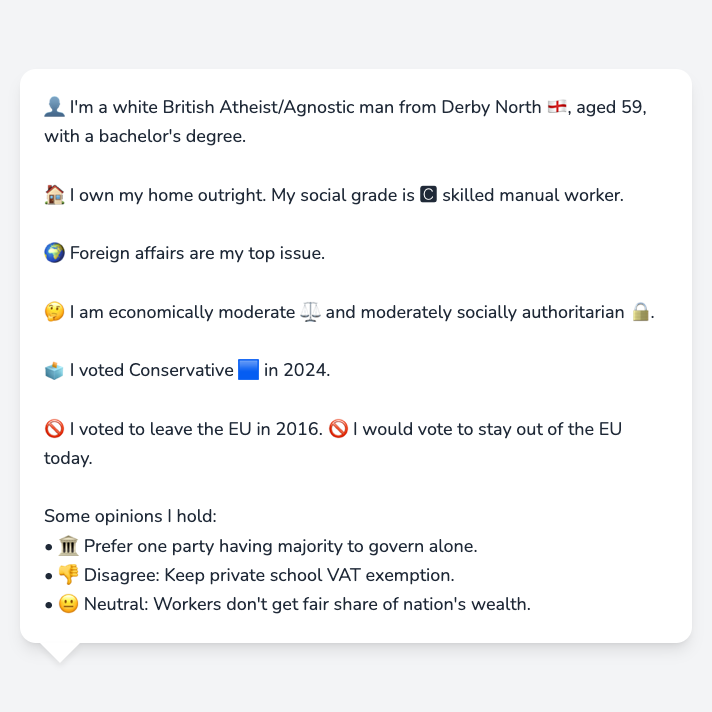 👤 I'm a white British Atheist/Agnostic man from Derby North 🏴󠁧󠁢󠁥󠁮󠁧󠁿, aged 59,
with a bachelor's degree.
🏠 I own my home outright. My social grade is 🅲 skilled manual worker.
🌍 Foreign affairs are my top issue.
🤔 I am economically moderate ⚖️ and moderately socially authoritarian 🔒.
🗳️ I voted Conservative 🟦 in 2024.
🚫 I voted to leave the EU in 2016. 🚫 I would vote to stay out of the EU
today.
Some opinions I hold:
• 🏛️ Prefer one party having majority to govern alone.
• 👎 Disagree: Keep private school VAT exemption.
• 😐 Neutral: Workers don't get fair share of nation's wealth.